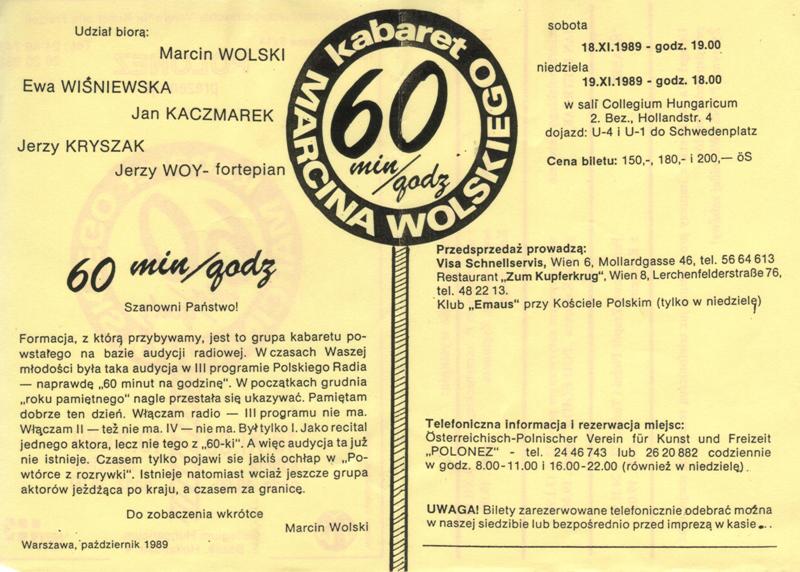 Udział biorą:
Marcin WOLSKI
Ewa WIŚNIEWSKA
Jan KACZMAREK
Jerzy KRYSZAK
Jerzy WOY- fortepian
kabaret
MARCINA WOLSKIEGO
60
min/godz
sobota
18.XI.1989 - godz. 19.00
niedziela
19.XI.1989 - godz. 18.00
w sali Collegium Hungaricum
2. Bez., Hollandstr. 4
dojazd: U-4 i U-1 do Schwedenplatz
Cena biletu: 150,-, 180,- i 200,— öS
60 min/godz
Szanowni Państwo!
Formacja, z którą przybywamy, jest to grupa kabaretu po-
wstałego na bazie audycji radiowej. W czasach Waszej
młodości była taka audycja w III programie Polskiego Radia
— naprawdę „60 minut na godzinę". W początkach grudnia
„roku pamiętnego" nagle przestała się ukazywać. Pamiętam
dobrze ten dzień. Włączam radio — III programu nie ma.
Włączam II — też nie ma. IV — nie ma. Był tylko I. Jako recital
jednego aktora, lecz nie tego z „60-ki". A więc audycja ta już
nie istnieje. Czasem tylko pojawi sie jakiś ochłap w „Po-
wtórce z rozrywki". Istnieje natomiast wciaż jeszcze grupa
aktorów jeżdżąca po kraju, a czasem za granicę.
Do zobaczenia wkrótce
Marcin Wolski
Warszawa, październik 1989
Przedsprzedaż prowadzą:
Visa Schnellservis, Wien 6, Mollardgasse 46, tel. 56 64 613
Restaurant „Zum Kupferkrug", Wien 8, Lerchenfelderstraße 76,
tel. 48 22 13.
Klub „Emaus" przy Kościele Polskim (tylko w niedzielę)
Telefoniczna informacja i rezerwacja miejsc:
Österreichisch-Polnischer Verein für Kunst und Freizeit
„POLONEZ" - tel. 24 46 743 lub 26 20 882 codziennie
w godz. 8.00-11.00 i 16.00-22.00 (również w niedzielę).
UWAGA! Bilety zarezerwowane telefonicznie odebrać można
w naszej siedzibie lub bezpośrednio przed imprezą w kasie...